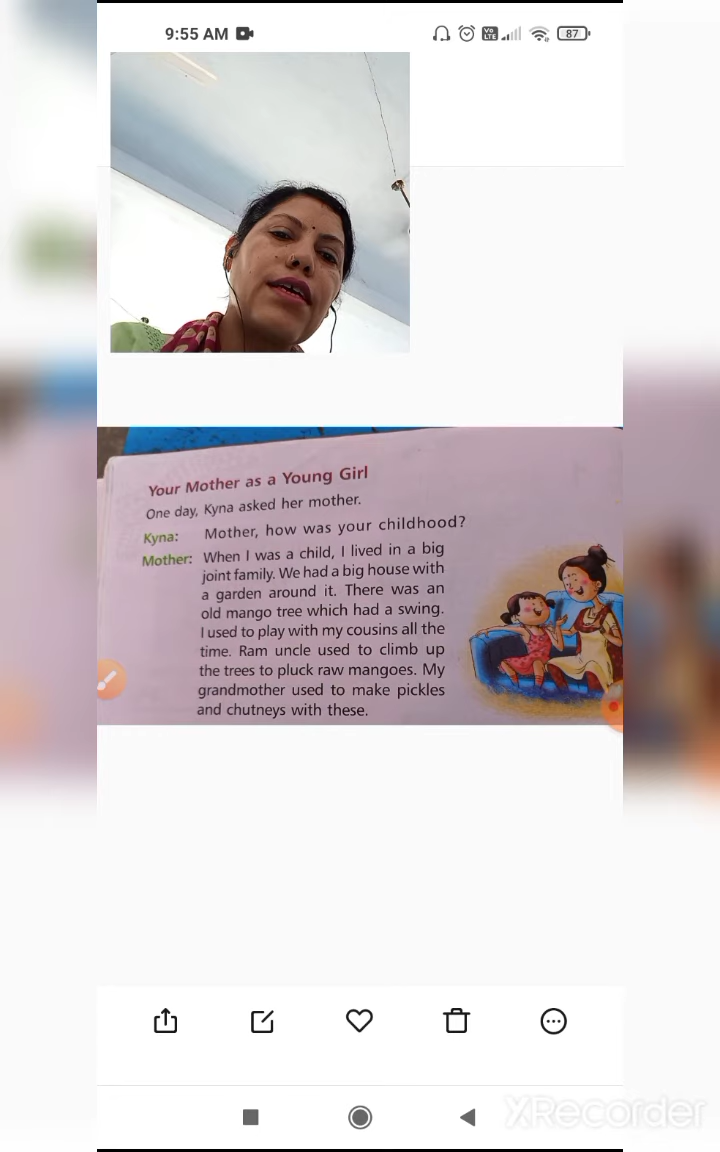 9:55 AM
Vo LTE
87
Your Mother as a Young Girl
One day, Kyna asked her mother.
Kyna: Mother, how was your childhood?
Mother: When I was a child, I lived in a big
joint family. We had a big house with
a garden around it. There was an
old mango tree which had a swing.
I used to play with my cousins all the
time. Ram uncle used to climb up
the trees to pluck raw mangoes. My
grandmother used to make pickles
and chutneys with these.
XRecorder